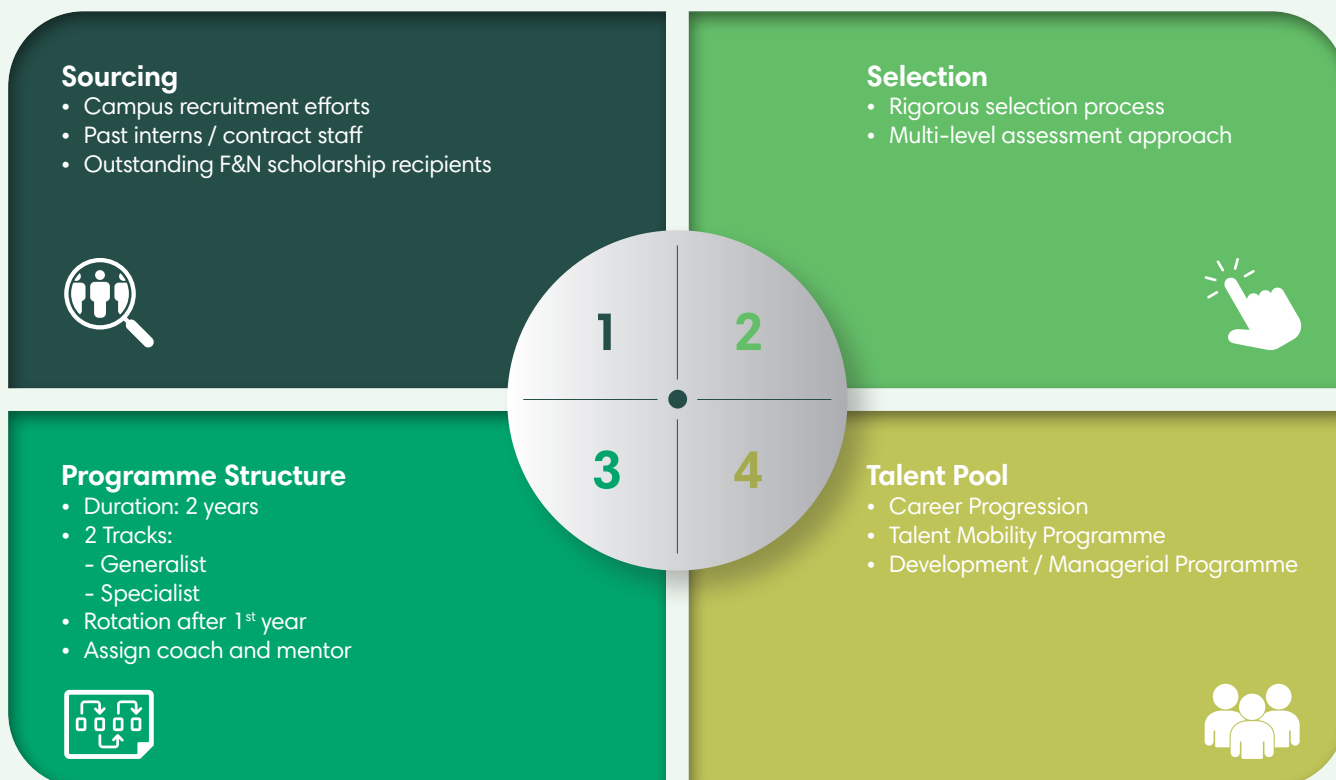 Sourcing
• Campus recruitment efforts
• Past interns / contract staff
• Outstanding F&N scholarship recipients
Selection
• Rigorous selection process
• Multi-level assessment approach
1
2
3
4
Programme Structure
• Duration: 2 years
• 2 Tracks:
- Generalist
- Specialist
• Rotation after 1st year
• Assign coach and mentor
Talent Pool
• Career Progression
• Talent Mobility Programme
• Development / Managerial Programme